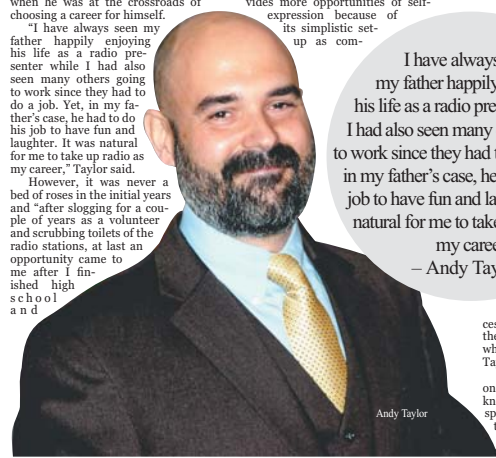 when he was at the crossroads of
choosing a career for himself.
“I have always seen my
father happily enjoying
his life as a radio pre-
senter while I had also
seen many others going
to work since they had to
do a job. Yet, in my fa-
ther’s case, he had to do
his job to have fun and
laughter. It was natural
for me to take up radio as
my career,” Taylor said.
However, it was never a
bed of roses in the initial years
and “after slogging for a cou-
ple of years as a volunteer
and scrubbing toilets of the
radio stations, at last an
opportunity came to
me after I fin-
ished high
school
and
vides more opportunities of self-
expression because of
its simplistic set-
up as com-
I have always
my father happily
his life as a radio pre
I had also seen many
to work since they had t
in my father’s case, he
job to have fun and la
natural for me to take
my caree
– Andy Tay
Andy Taylor
ces
the
wh
Ta
on
kn
sp
t